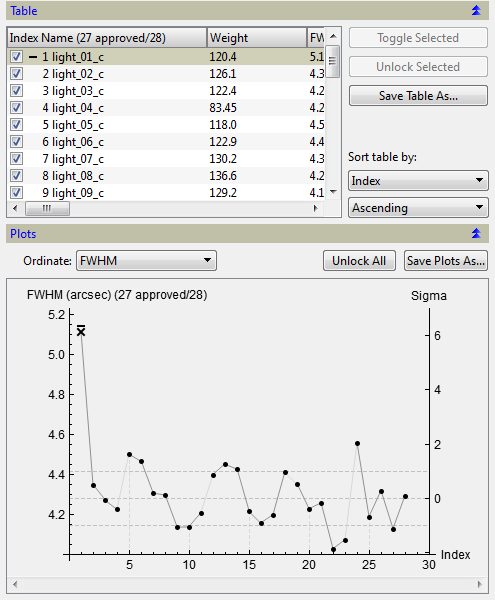 Table
Index Name (27 approved/28) Weight FW
1 light_01_c 120.4 5.1
2 light_02_c 126.1 4.3
3 light_03_c 122.4 4.2
4 light_04_c 83.45 4.2
5 light_05_c 118.0 4.5
6 light_06_c 122.9 4.4
7 light_07_c 130.2 4.3
8 light_08_c 136.6 4.2
9 light_09_c 129.2 4.1
Toggle Selected
Unlock Selected
Save Table As...
Sort table by:
Index
Ascending
Plots
Ordinate: FWHM Unlock All Save Plots As...
FWHM (arcsec) (27 approved/28) Sigma
5.2
5.0
4.8
4.6
4.4
4.2
6
4
2
0
Index
5 10 15 20 25 30